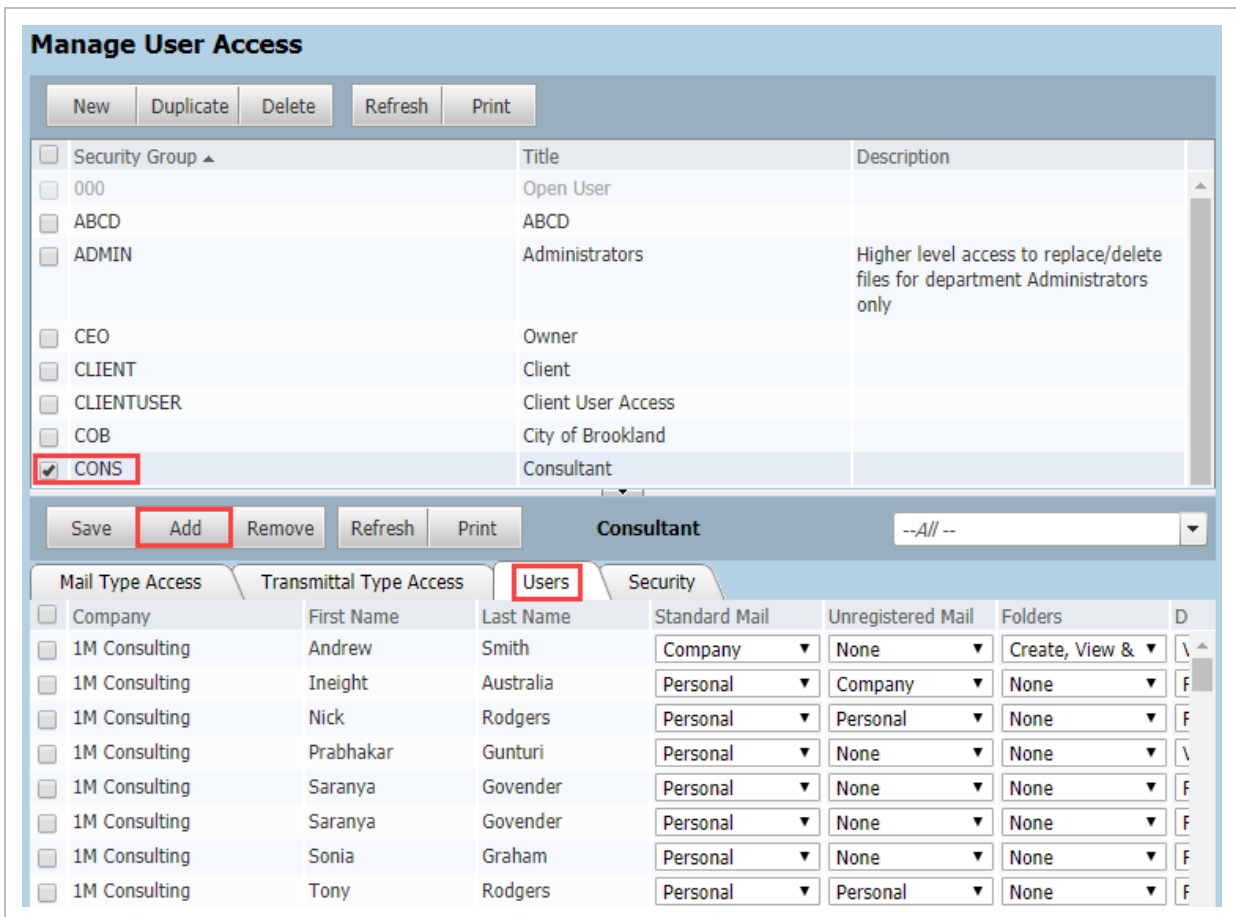 Manage User Access
New Duplicate Delete Refresh Print
Security Group Title Description
000 Open User
ABCD ABCD
ADMIN Administrators Higher level access to replace/delete
files for department Administrators
only
CEO Owner
CLIENT Client
CLIENTUSER Client User Access
COB City of Brookland
CONS Consultant
Save Add Remove Refresh Print Consultant --All --
Mail Type Access Transmittal Type Access Users Security
Company First Name Last Name Standard Mail Unregistered Mail Folders D
1M Consulting Andrew Smith Company None Create, View &
1M Consulting Ineight Australia Personal Company None F
1M Consulting Nick Rodgers Personal Personal None F
1M Consulting Prabhakar Gunturi Personal None None
1M Consulting Saranya Govender Personal None None F
1M Consulting Saranya Govender Personal None None F
1M Consulting Sonia Graham Personal None None F
1M Consulting Tony Rodgers Personal Personal None F